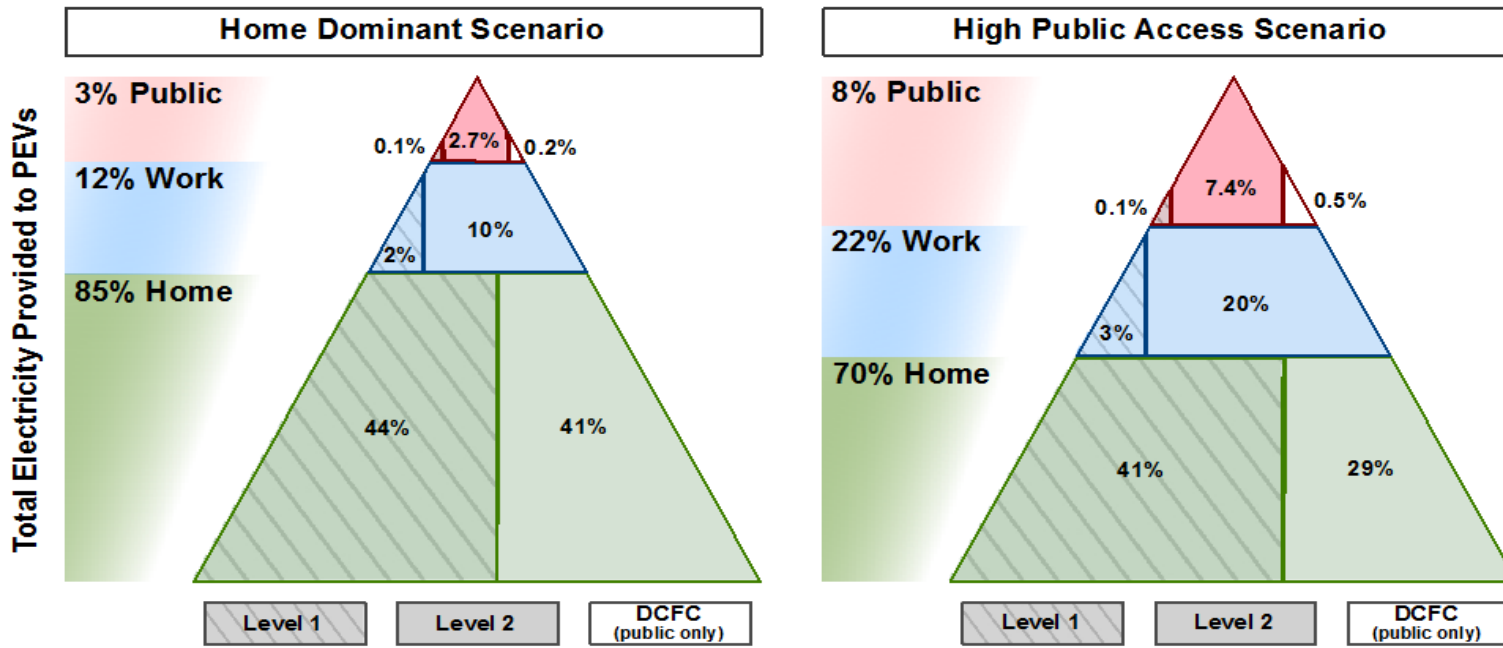 Total Electricity Provided to PEVs
Home Dominant Scenario
3% Public
0.1%
2.7%
0.2%
12% Work
2%
10%
85% Home
44%
41%
Level 1
Level 2
DCFC
(public only)
High Public Access Scenario
8% Public
0.1%
7.4%
0.5%
22% Work
3%
20%
70% Home
41%
29%
Level 1
Level 2
DCFC
(public only)